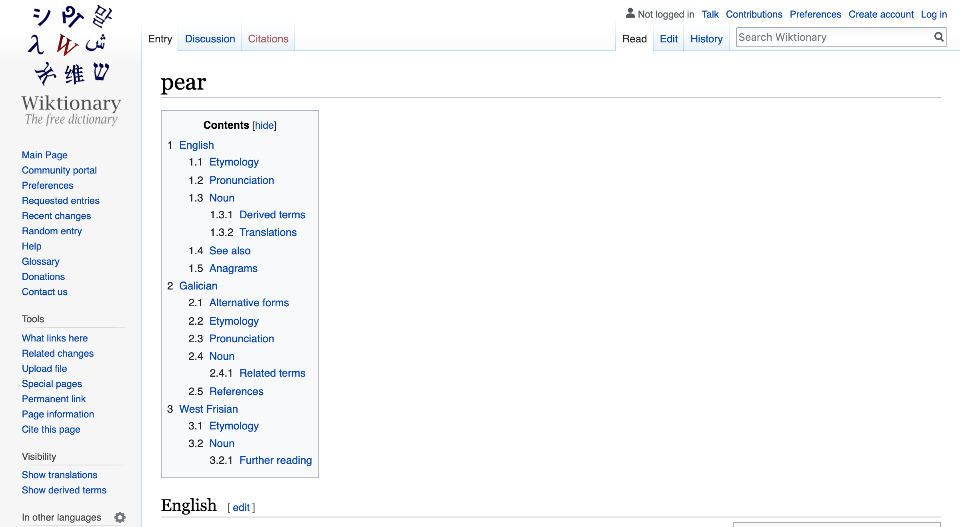 シ や 말
λ W ش
维 ש
Wiktionary
The free dictionary
Not logged in Talk Contributions Preferences Create account Log in
Entry Discussion Citations
Read Edit History Search Wiktionary
pear
Contents [hide]
1 English
1.1 Etymology
1.2 Pronunciation
1.3 Noun
1.3.1 Derived terms
1.3.2 Translations
1.4 See also
1.5 Anagrams
2 Galician
2.1 Alternative forms
2.2 Etymology
2.3 Pronunciation
2.4 Noun
2.4.1 Related terms
2.5 References
3 West Frisian
3.1 Etymology
3.2 Noun
3.2.1 Further reading
English [ edit ]
Main Page
Community portal
Preferences
Requested entries
Recent changes
Random entry
Help
Glossary
Donations
Contact us
Tools
What links here
Related changes
Upload file
Special pages
Permanent link
Page information
Cite this page
Visibility
Show translations
Show derived terms
In other languages